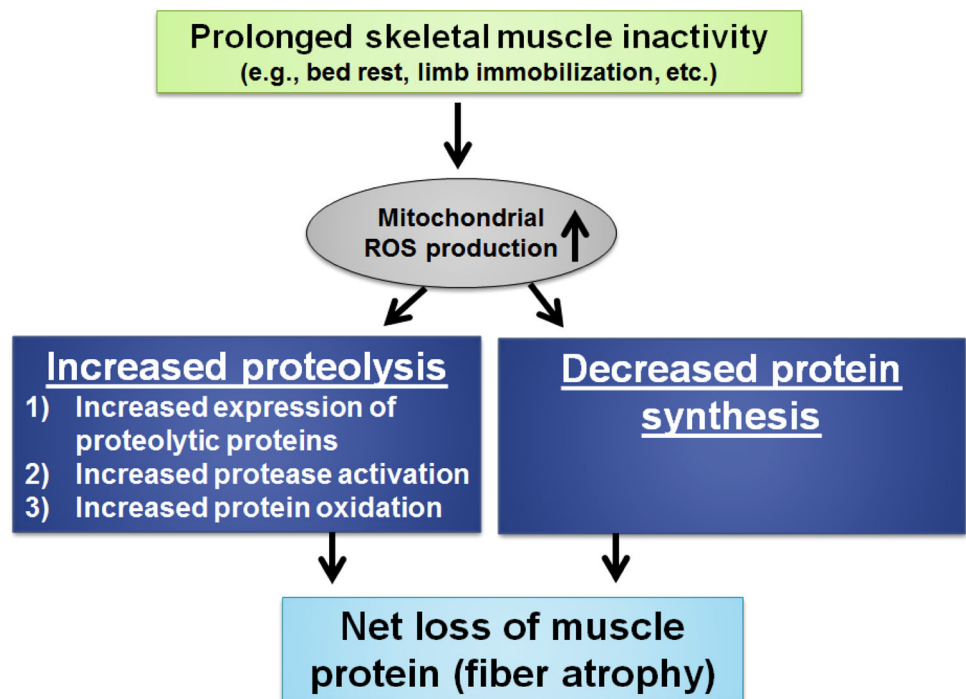 Prolonged skeletal muscle inactivity
(e.g., bed rest, limb immobilization, etc.)
Mitochondrial
ROS production
Increased proteolysis
1) Increased expression of
proteolytic proteins
2) Increased protease activation
3) Increased protein oxidation
Decreased protein
synthesis
Net loss of muscle
protein (fiber atrophy)